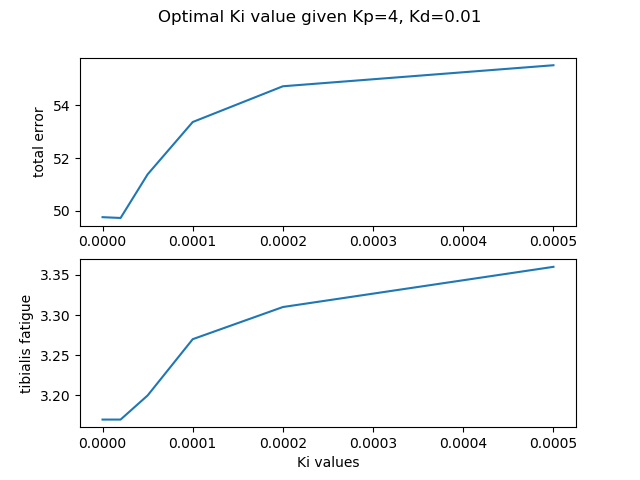 Optimal Ki value given Kp=4, Kd=0.01
total error
54
52
50
0.0000 0.0001 0.0002 0.0003 0.0004 0.0005
tibialis fatigue
3.35
3.30
3.25
3.20
0.0000 0.0001 0.0002 0.0003 0.0004 0.0005
Ki values